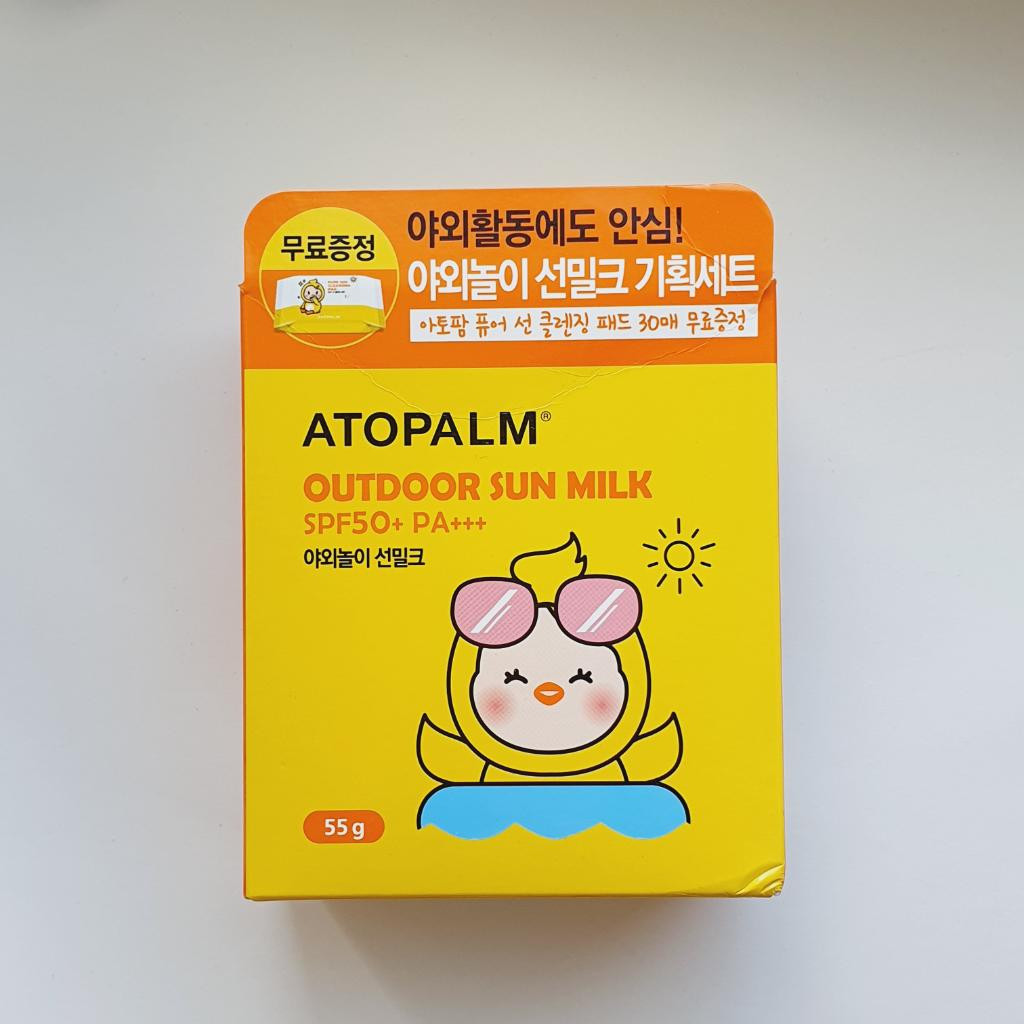 무료증정
야외활동에도 안심!
야외놀이 선밀크 기획세트
아토팜 퓨어 선 클렌징 패드 30매 무료증정
ATOPALM
ATOPALM®
OUTDOOR SUN MILK
SPF50+ PA+++
야외놀이 선밀크
55g